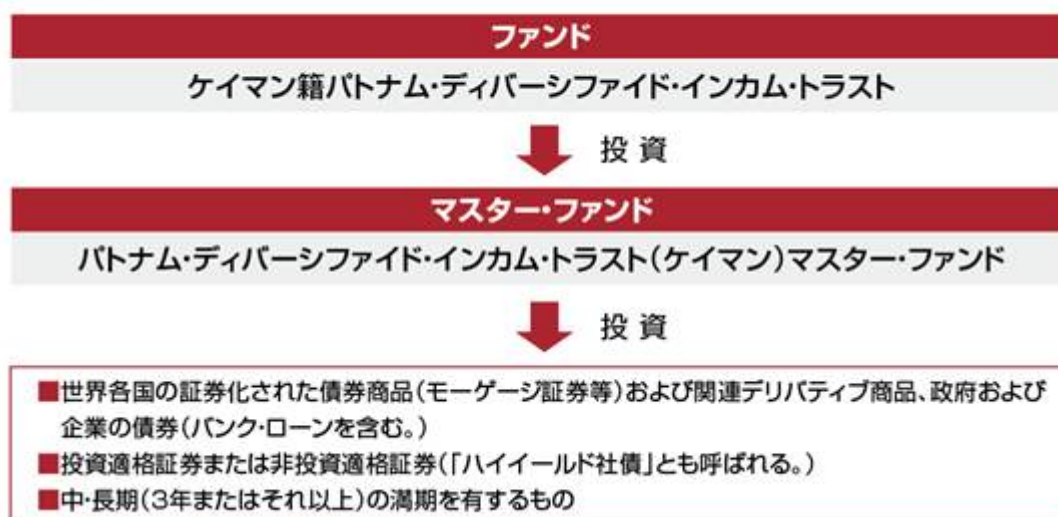 ファンド
ケイマン籍パトナム・ディバーシファイド・インカム・トラスト
投 資
マスター・ファンド
パトナム・ディバーシファイド・インカム・トラスト(ケイマン)マスター・ファンド
投 資
■世界各国の証券化された債券商品(モーゲージ証券等)および関連デリバティブ商品、政府および
企業の債券(バンク・ローンを含む。)
■投資適格証券または非投資適格証券(「ハイイールド社債」とも呼ばれる。)
■中・長期(3年またはそれ以上)の満期を有するもの